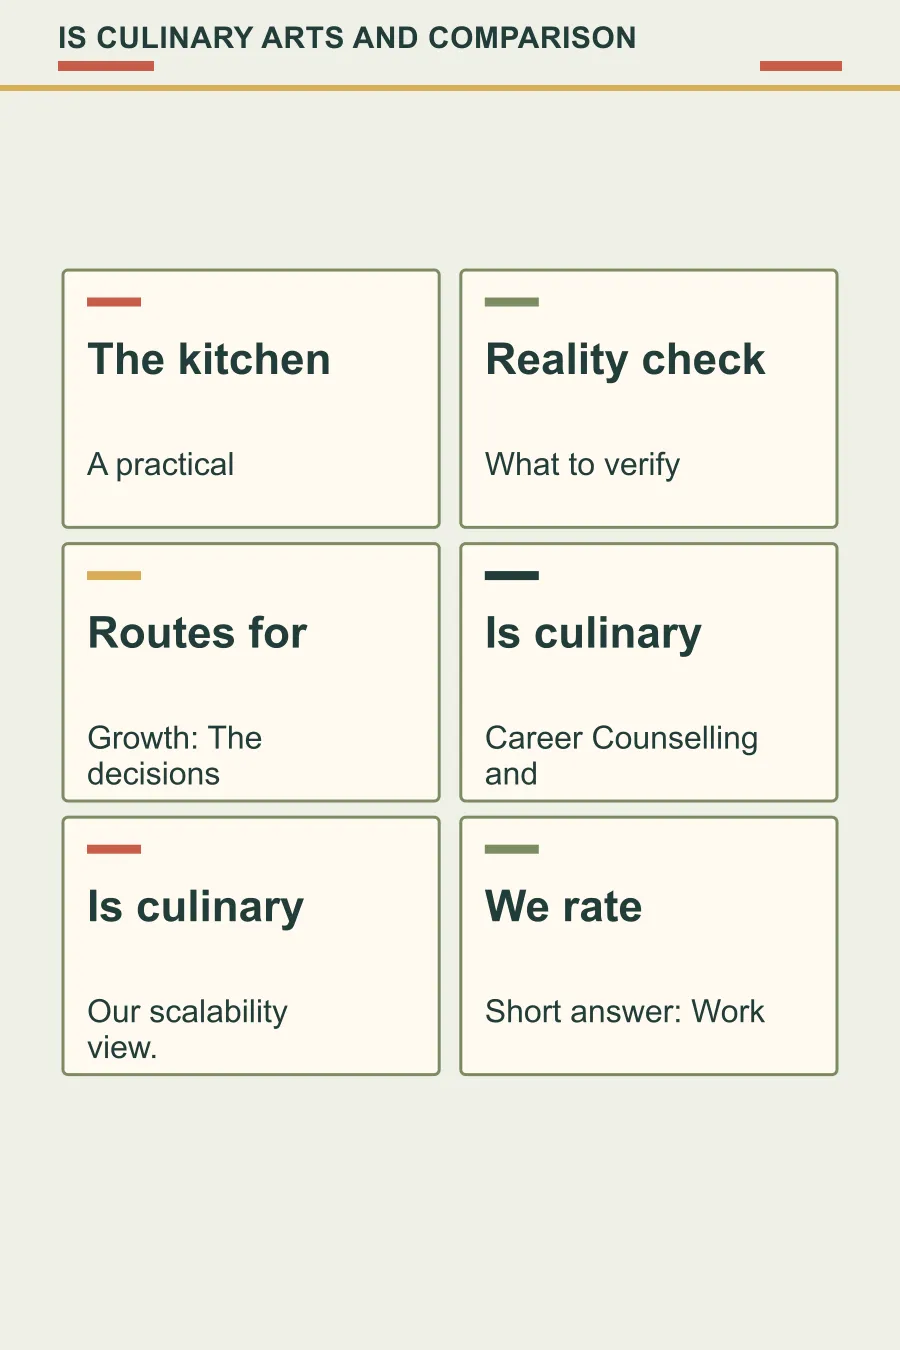 IS CULINARY ARTS AND COMPARISON
The kitchen
A practical
Reality check
What to verify
Routes for
Growth: The
decisions
Is culinary
Career Counselling
and
Is culinary
Our scalability
view.
We rate
Short answer: Work